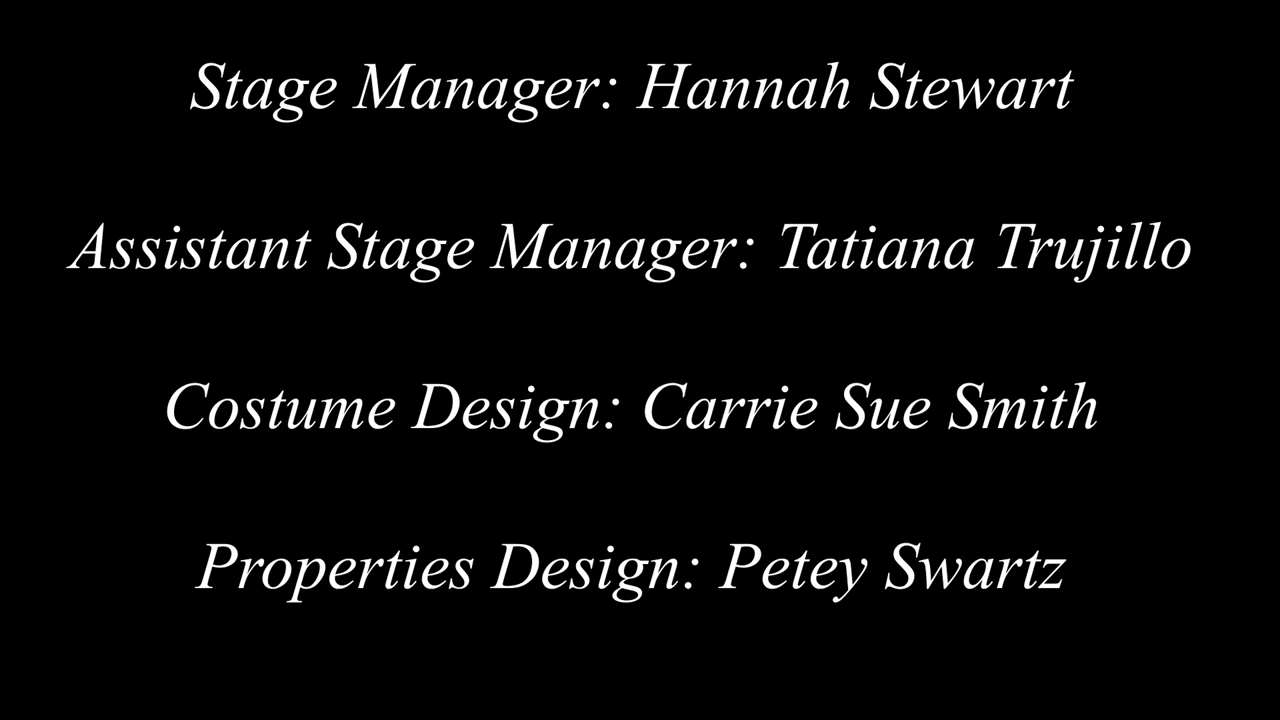 Stage Manager: Hannah Stewart
Assistant Stage Manager: Tatiana Trujillo
Costume Design: Carrie Sue Smith
Properties Design: Petey Swartz